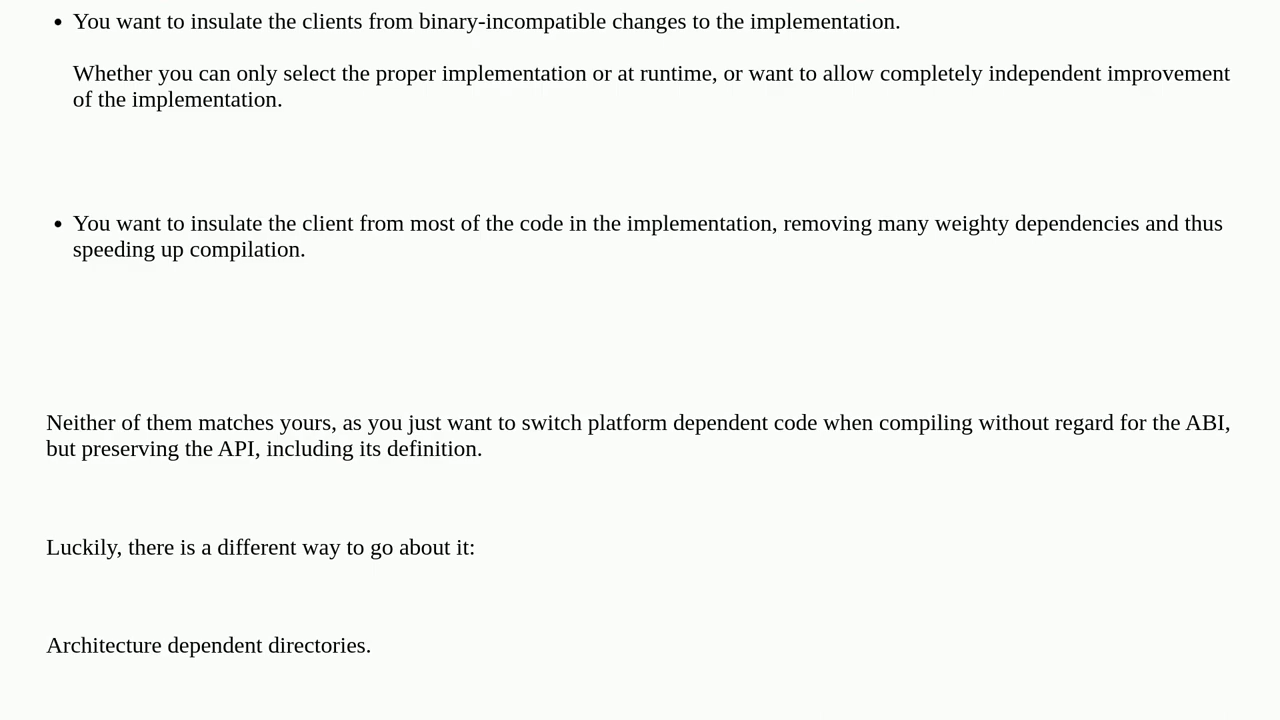 • You want to insulate the clients from binary-incompatible changes to the implementation.
Whether you can only select the proper implementation or at runtime, or want to allow completely independent improvement
of the implementation.
• You want to insulate the client from most of the code in the implementation, removing many weighty dependencies and thus
speeding up compilation.
Neither of them matches yours, as you just want to switch platform dependent code when compiling without regard for the ABI,
but preserving the API, including its definition.
Luckily, there is a different way to go about it:
Architecture dependent directories.